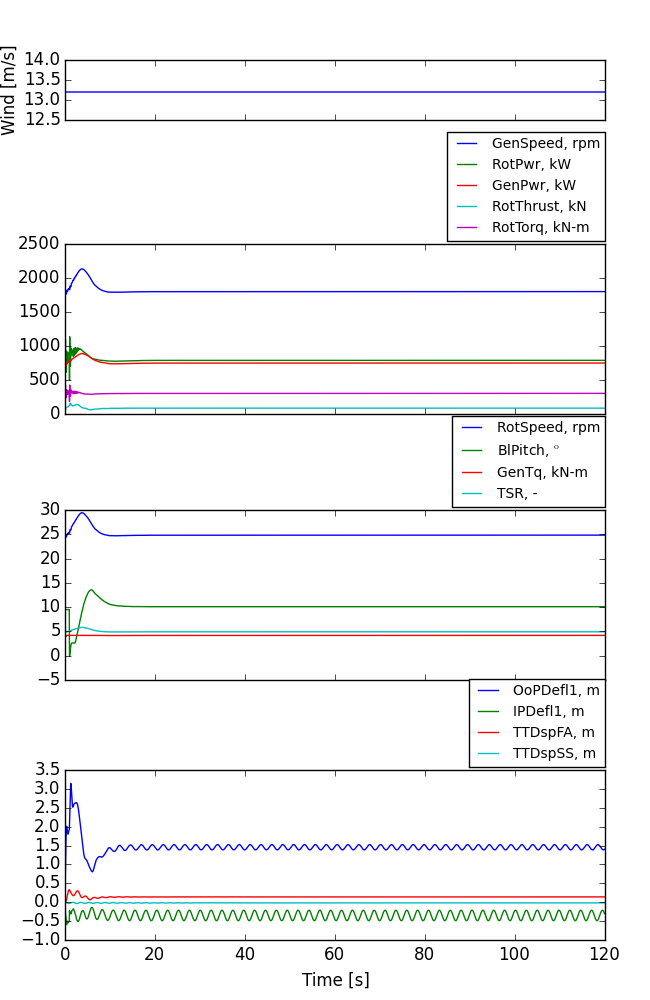 Wind [m/s]
14.0
13.5
13.0
12.5
GenSpeed, rpm
RotPwr, kW
GenPwr, kW
RotThrust, kN
RotTorq, kN-m
2500
2000
1500
1000
500
0
RotSpeed, rpm
BlPitch, °
GenTq, kN-m
TSR, -
30
25
20
15
10
5
0
−5
OoPDefl1, m
IPDefl1, m
TTDspFA, m
TTDspSS, m
3.5
3.0
2.5
2.0
1.5
1.0
0.5
0.0
−0.5
−1.0
0 20 40 60 80 100 120
Time [s]